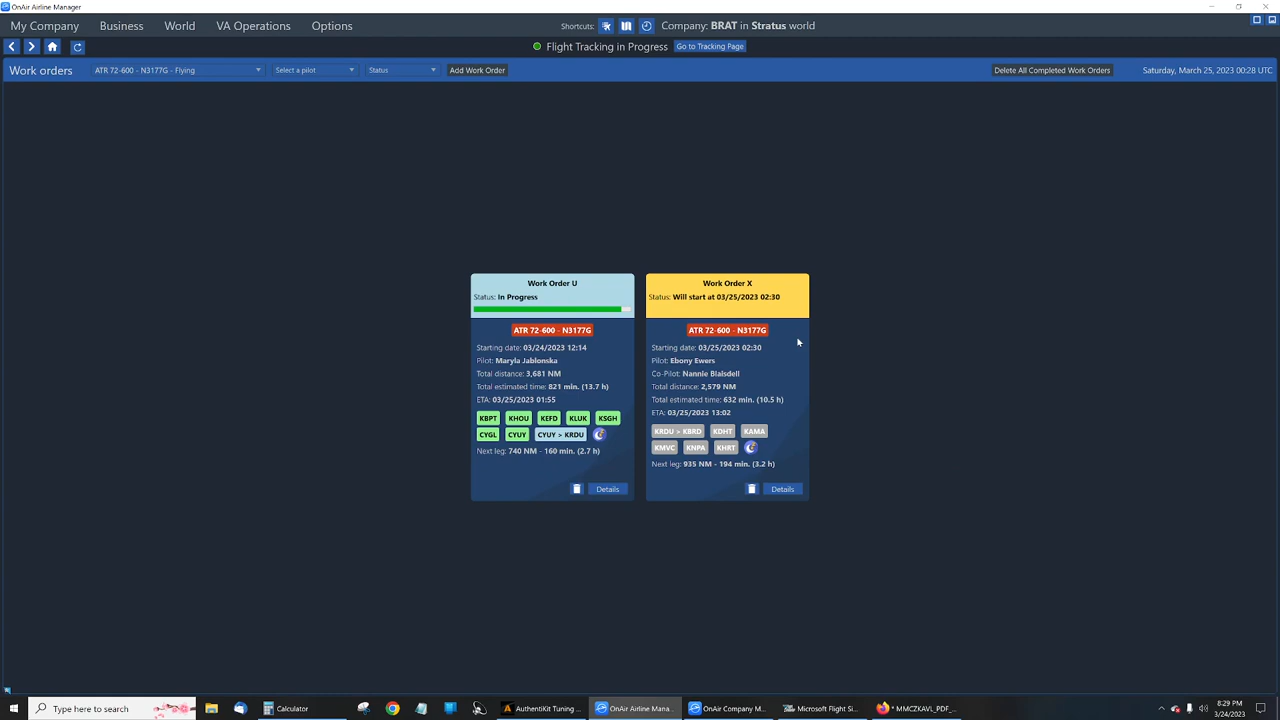 OnAir Airline Manager
My Company Business World VA Operations Options Shortcuts: Company: BRAT in Stratus world
Flight Tracking in Progress Go to Tracking Page
Work orders ATR 72-600 - N3177G - Flying Select a pilot Status Add Work Order Delete All Completed Work Orders Saturday, March 25, 2023 00:28 UTC
Work Order U
Status: In Progress
ATR 72-600 - N3177G
Starting date: 03/24/2023 12:14
Pilot: Maryla Jablonska
Total distance: 3,681 NM
Total estimated time: 821 min. (13.7 h)
ETA: 03/25/2023 01:55
KBPT KHOU KEFD KLUK KSGH
CYGL CYUY CYUY > KRDU
Next leg: 740 NM - 160 min. (2.7 h)
Details
Work Order X
Status: Will start at 03/25/2023 02:30
ATR 72-600 - N3177G
Starting date: 03/25/2023 02:30
Pilot: Ebony Ewers
Co-Pilot: Nannie Blaisdell
Total distance: 2,579 NM
Total estimated time: 632 min. (10.5 h)
ETA: 03/25/2023 13:02
KRDU > KBRD KDHT KAMA
KMVC KNPA KHRT
Next leg: 935 NM - 194 min. (3.2 h)
Details
Type here to search Calculator AuthentiKit Tuning ... OnAir Airline Mana... OnAir Company M... Microsoft Flight Si... * MMCZKAVL_PDF_... 8:29 PM
3/24/2023